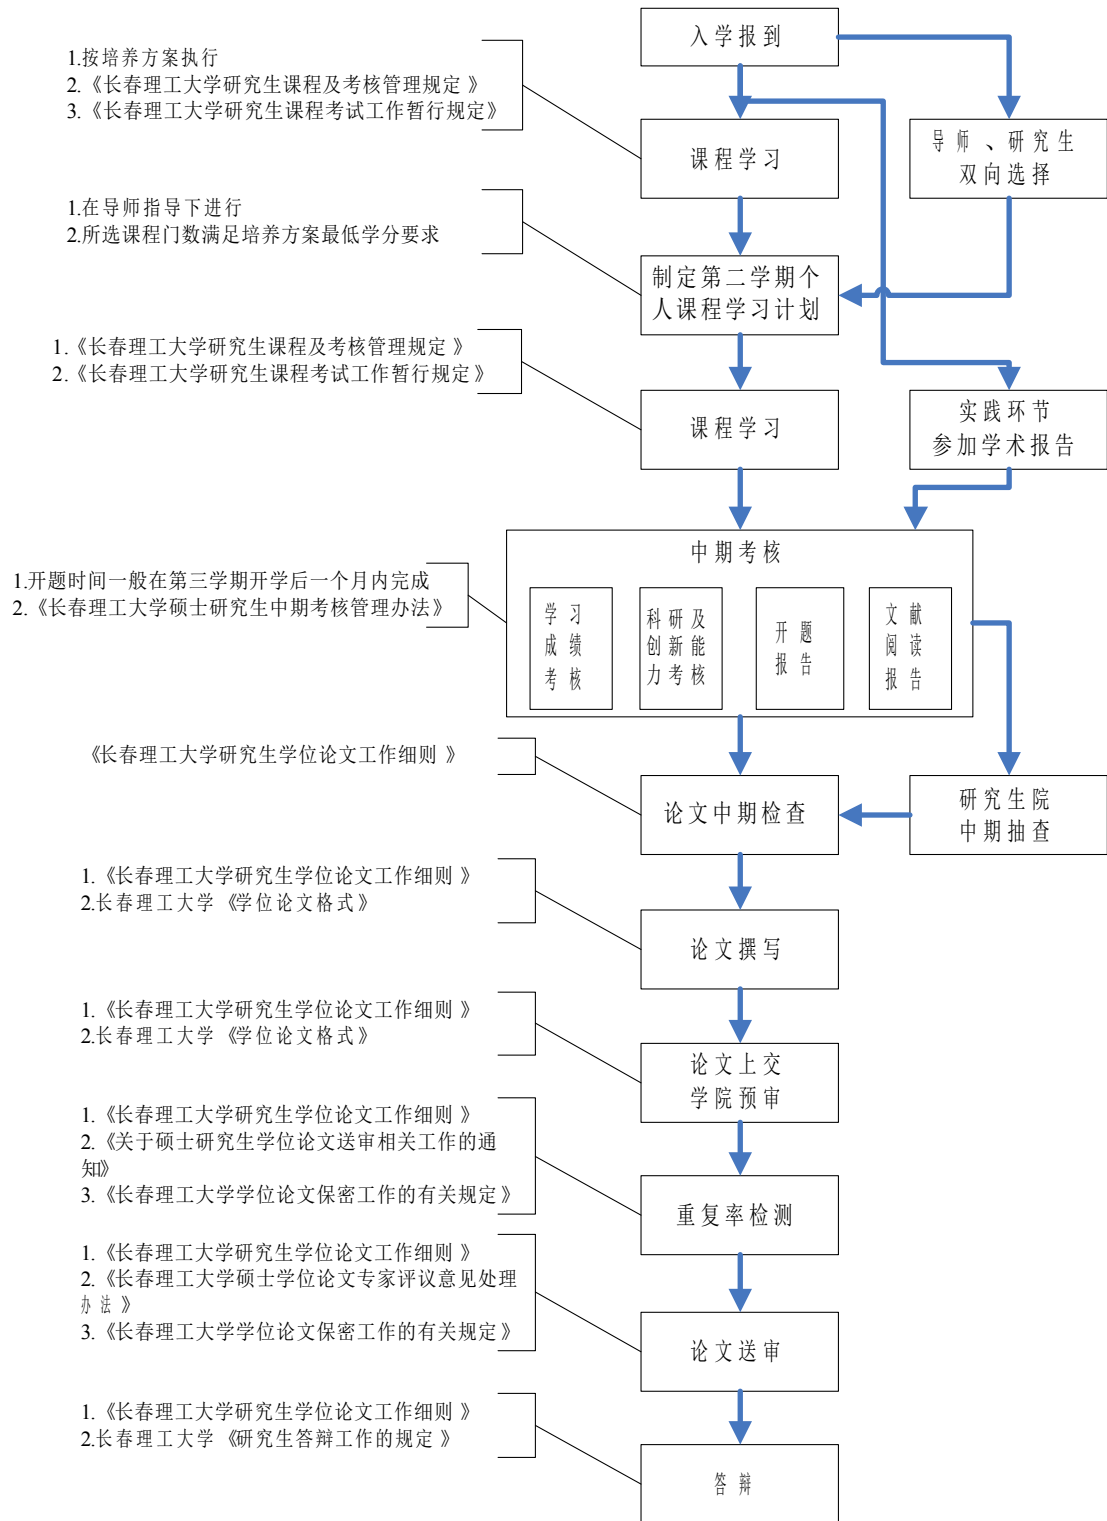 入学报到
1.按培养方案执行
2.《长春理工大学研究生课程及考核管理规定 》
3.《长春理工大学研究生课程考试工作暂行规定》
课程学习
导师 、研究生
双向选择
1.在导师指导下进行
2.所选课程门数满足培养方案最低学分要求
制定第二学期个
人课程学习计划
1.《长春理工大学研究生课程及考核管理规定 》
2.《长春理工大学研究生课程考试工作暂行规定》
课程学习
实践环节
参加学术报告
中期考核
1.开题时间一般在第三学期开学后一个月内完成
2.《长春理工大学硕士研究生中期考核管理办法》
学习
成绩
考核
科研及
创新能
力考核
开题
报告
文献
阅读
报告
《长春理工大学研究生学位论文工作细则 》
论文中期检查
研究生院
中期抽查
1.《长春理工大学研究生学位论文工作细则 》
2.长春理工大学《学位论文格式》
论文撰写
1.《长春理工大学研究生学位论文工作细则 》
2.长春理工大学《学位论文格式》
论文上交
学院预审
1.《长春理工大学研究生学位论文工作细则 》
2.《关于硕士研究生学位论文送审相关工作的通
知》
3.《长春理工大学学位论文保密工作的有关规定》
重复率检测
1.《长春理工大学研究生学位论文工作细则 》
2.《长春理工大学硕士学位论文专家评议意见处理
办法 》
3.《长春理工大学学位论文保密工作的有关规定》
论文送审
1.《长春理工大学研究生学位论文工作细则 》
2.长春理工大学《研究生答辩工作的规定 》
答辩